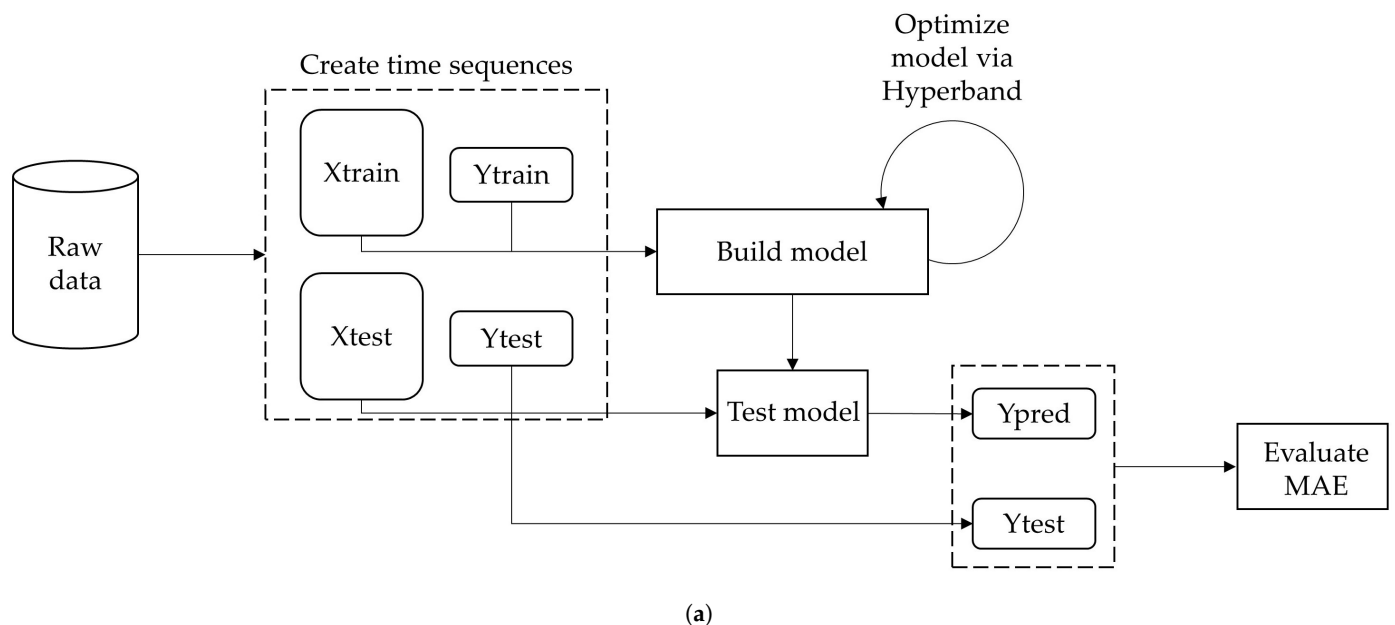 Optimize
model via
Hyperband
Create time sequences
Xtrain
Ytrain
Raw
data
Build model
Xtest
Ytest
Test model
Ypred
Evaluate
MAE
Ytest
(a)